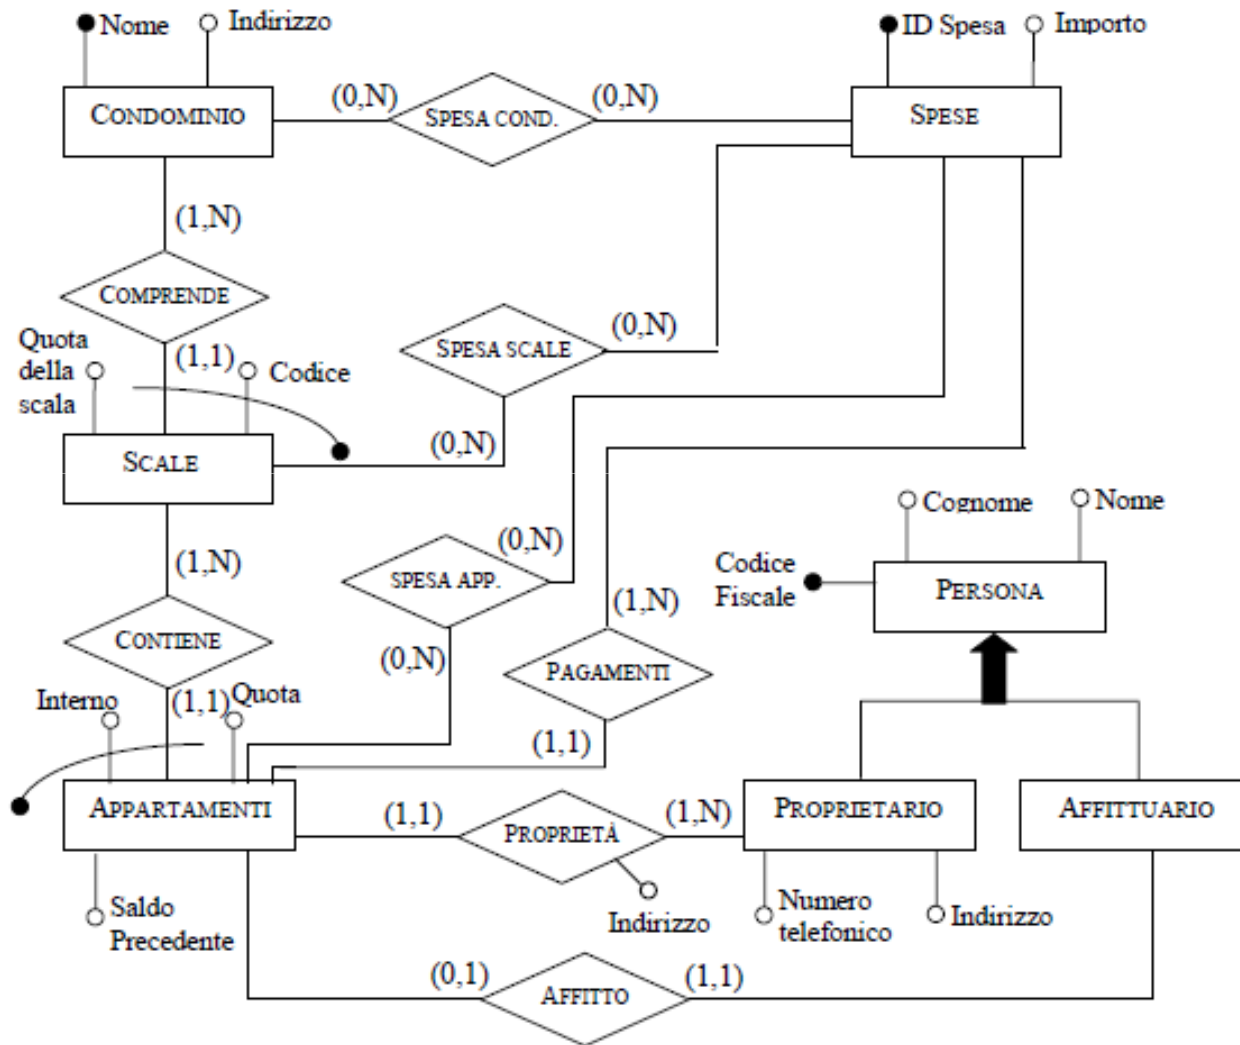 Nome
Indirizzo
ID Spesa
Importo
CONDOMINIO
(0,N)
SPESA COND.
(0,N)
SPESE
(1,N)
COMPRENDE
Quota
della
scala
(1,1)
Codice
SPESA SCALE
(0,N)
(0,N)
SCALE
(1,N)
SPESA APP.
(0,N)
(0,N)
Cognome
Nome
Codice
Fiscale
PERSONA
(1,N)
CONTIENE
PAGAMENTI
Interno
(1,1)
Quota
(1,1)
APPARTAMENTI
(1,1)
PROPRIETÀ
(1,N)
PROPRIETARIO
AFFITTUARIO
Saldo
Precedente
Indirizzo
Numero
telefonico
Indirizzo
(0,1)
AFFITTO
(1,1)